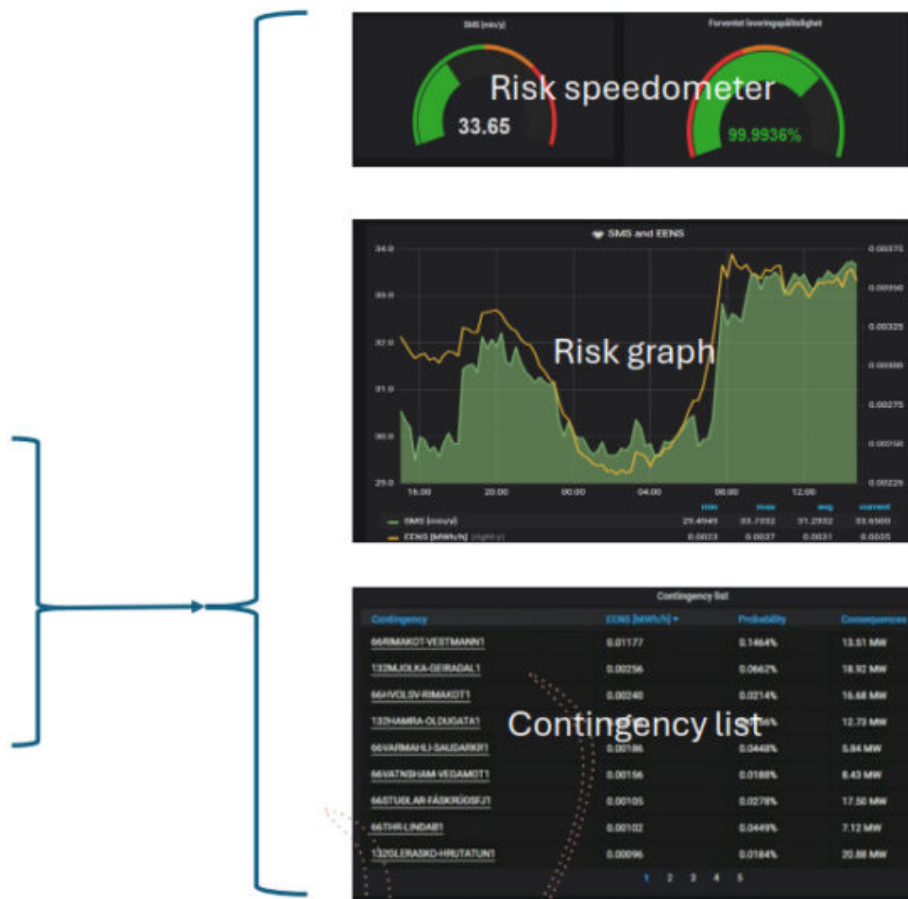 SMS (min/y) Forventet leveringspålitelighet
Risk speedometer
33.65 99.9936%
SMS and EENS
34.0 0.00375
33.0 0.00350
32.0 0.00325
Risk graph
0.00300
31.0 0.00275
30.0 0.00250
29.0 0.00225
16:00 20:00 00:00 04:00 08:00 12:00
min max avg current
SMS (min/y) 29.4949 33.7332 31.2932 33.6500
EENS [MWh/h] (right-y) 0.0023 0.0037 0.0031 0.0035
Contingency list
Contingency EENS [MWh/h] Probability Consequences
66RIMAKOT-VESTMANN1 0.01177 0.1464% 13.51 MW
132MJOLKA-GEIRADAL1 0.00256 0.0662% 18.92 MW
66HVOLSV-RIMAKOT1 0.00240 0.0214% 16.68 MW
132HAMRA-OLDUGATA1 12.73 MW
Contingency list
66VARMAHLI-SAUDARKR1 0.00186 0.0448% 5.84 MW
66VATNSHAM-VEGAMOT1 0.00156 0.0188% 8.43 MW
66STUÐLAR-FÁSKRÚÐSFJ1 0.00105 0.0278% 17.50 MW
66THR-LINDAB1 0.00102 0.0449% 7.12 MW
132GLERASKO-HRUTATUN1 0.00096 0.0184% 20.88 MW
1 2 3 4 5